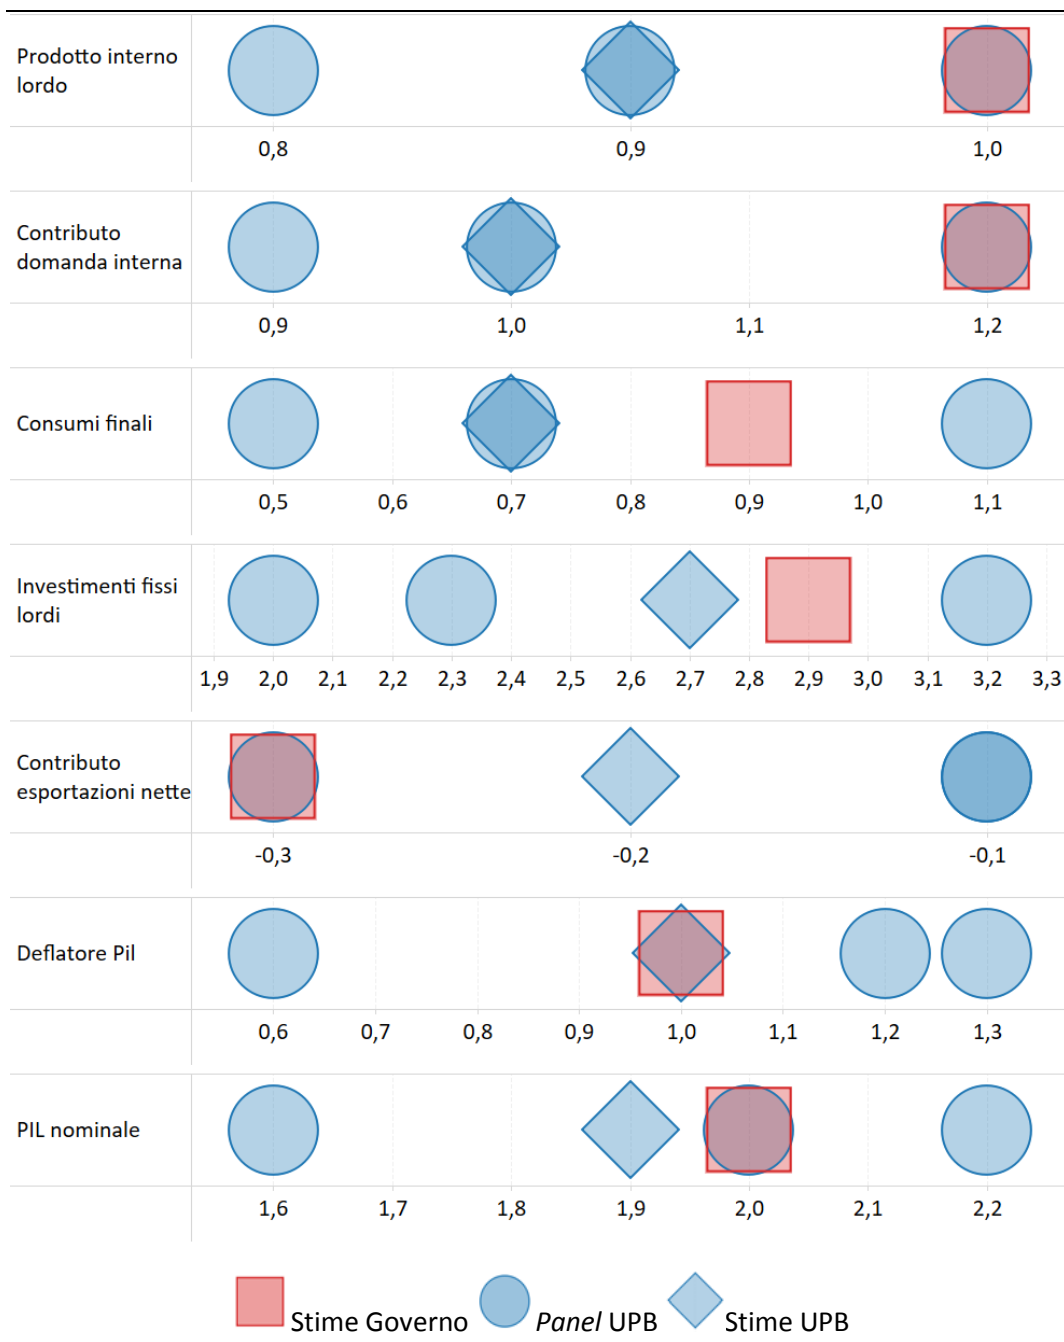 Prodotto interno
lordo
0,8 0,9 1,0
Contributo
domanda interna
0,9 1,0 1,1 1,2
Consumi finali
0,5 0,6 0,7 0,8 0,9 1,0 1,1
Investimenti fissi
lordi
1,9 2,0 2,1 2,2 2,3 2,4 2,5 2,6 2,7 2,8 2,9 3,0 3,1 3,2 3,3
Contributo
esportazioni nette
-0,3 -0,2 -0,1
Deflatore Pil
0,6 0,7 0,8 0,9 1,0 1,1 1,2 1,3
PIL nominale
1,6 1,7 1,8 1,9 2,0 2,1 2,2
Stime Governo Panel UPB Stime UPB